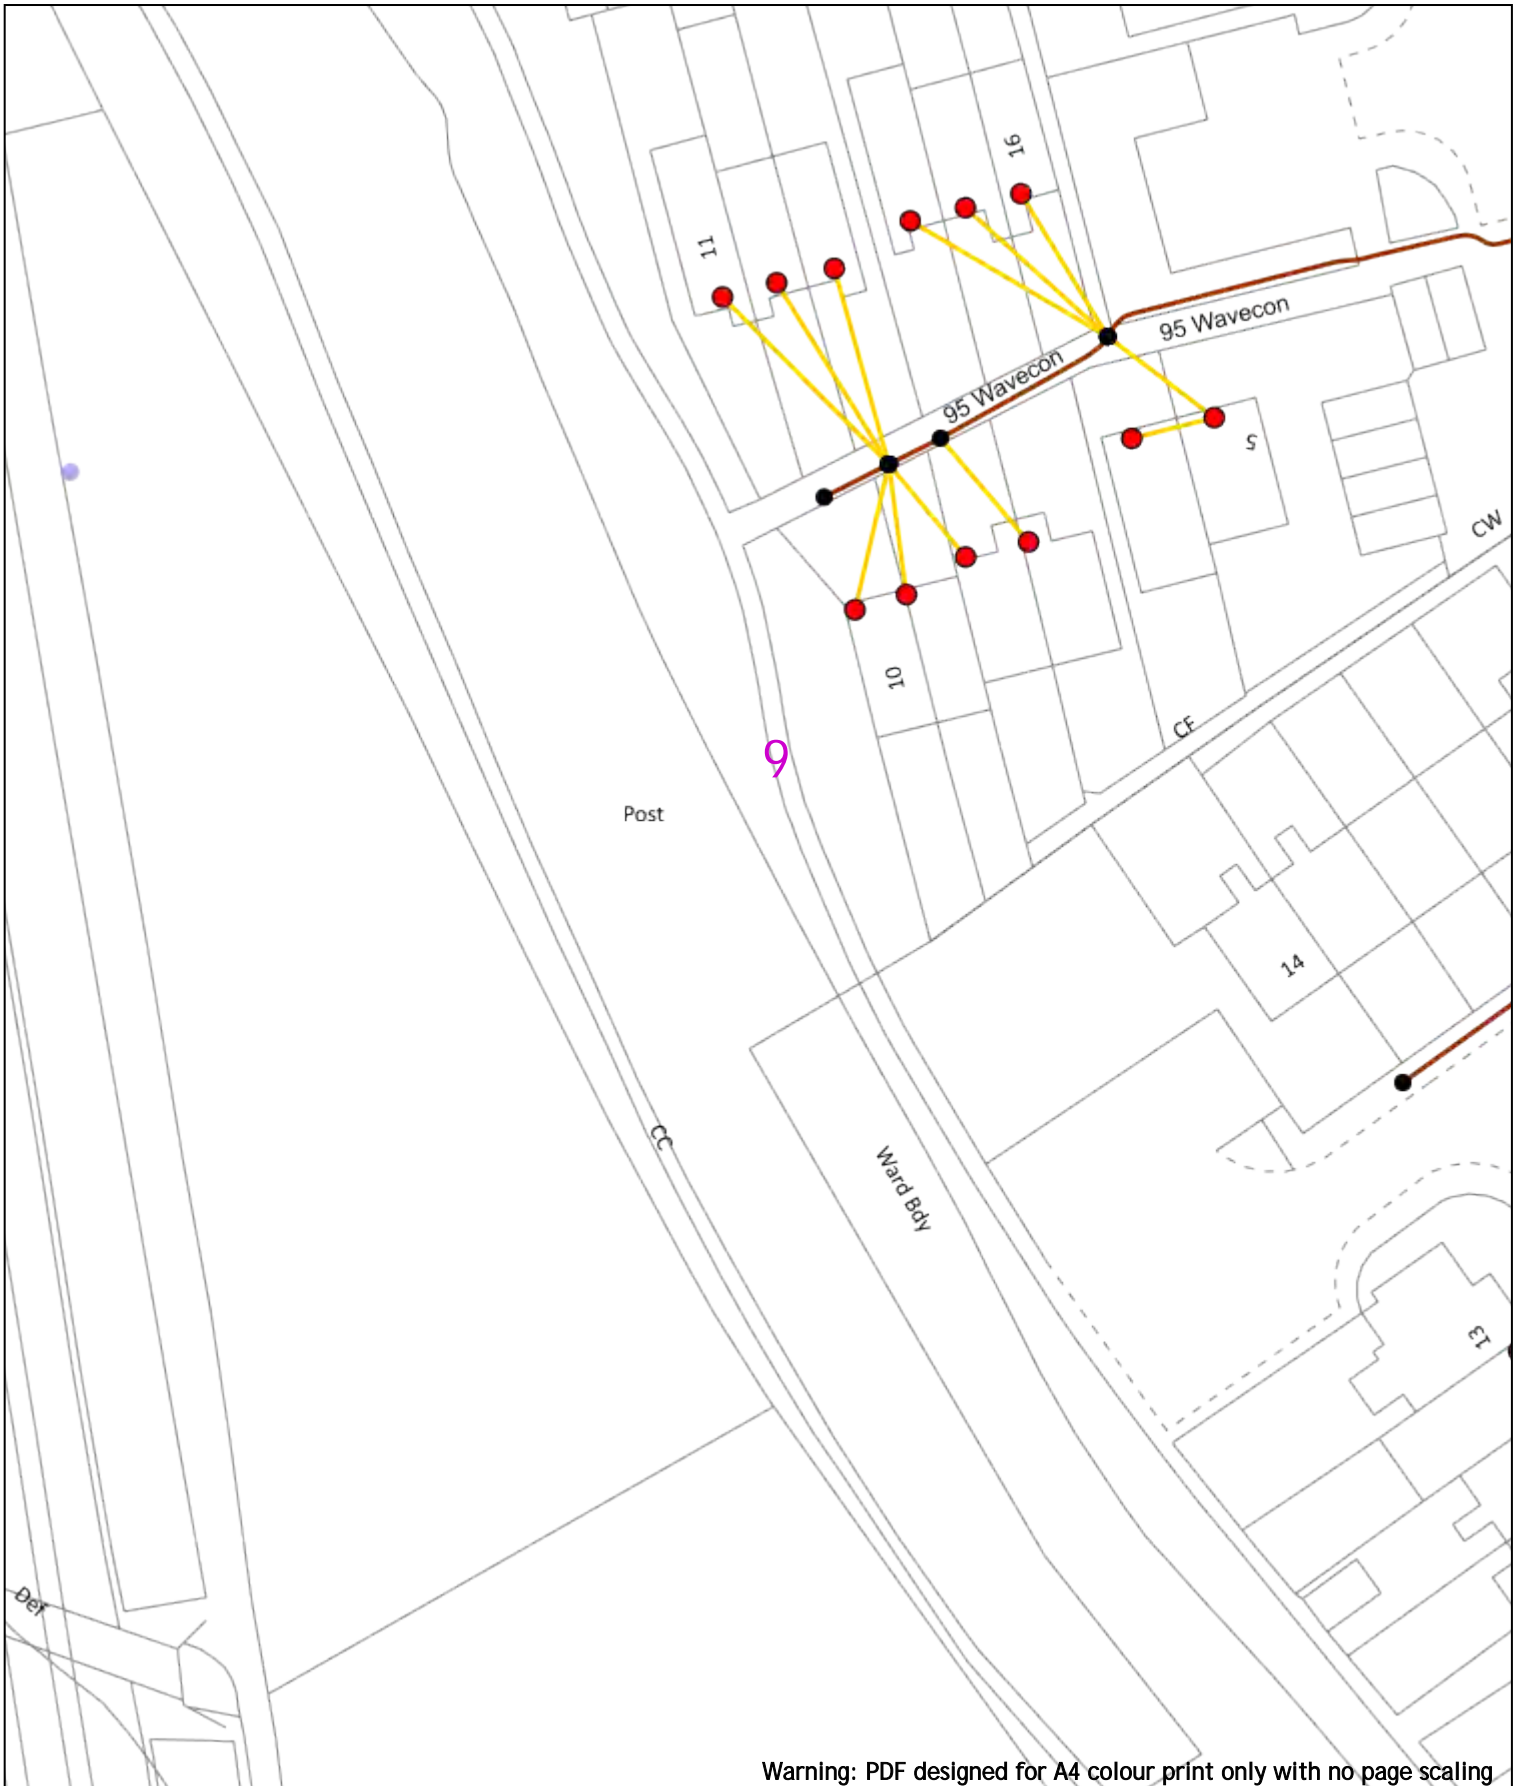 16
11
95 Wavecon
95 Wavecon
5
CW
10
CF
9
Post
14
CC
Ward Bdy
13
Def
Warning: PDF designed for A4 colour print only with no page scaling